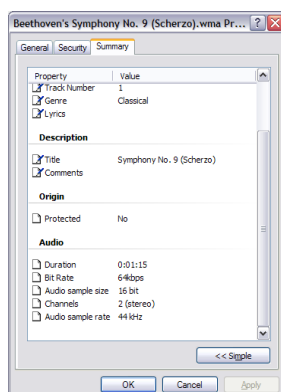 Beethoven's Symphony No. 9 (Scherzo).wma Pr...
General Security Summary
Property Value
Track Number 1
Genre Classical
Lyrics
Description
Title Symphony No. 9 (Scherzo)
Comments
Origin
Protected No
Audio
Duration 0:01:15
Bit Rate 64kbps
Audio sample size 16 bit
Channels 2 (stereo)
Audio sample rate 44 kHz
<< Simple
OK Cancel Apply